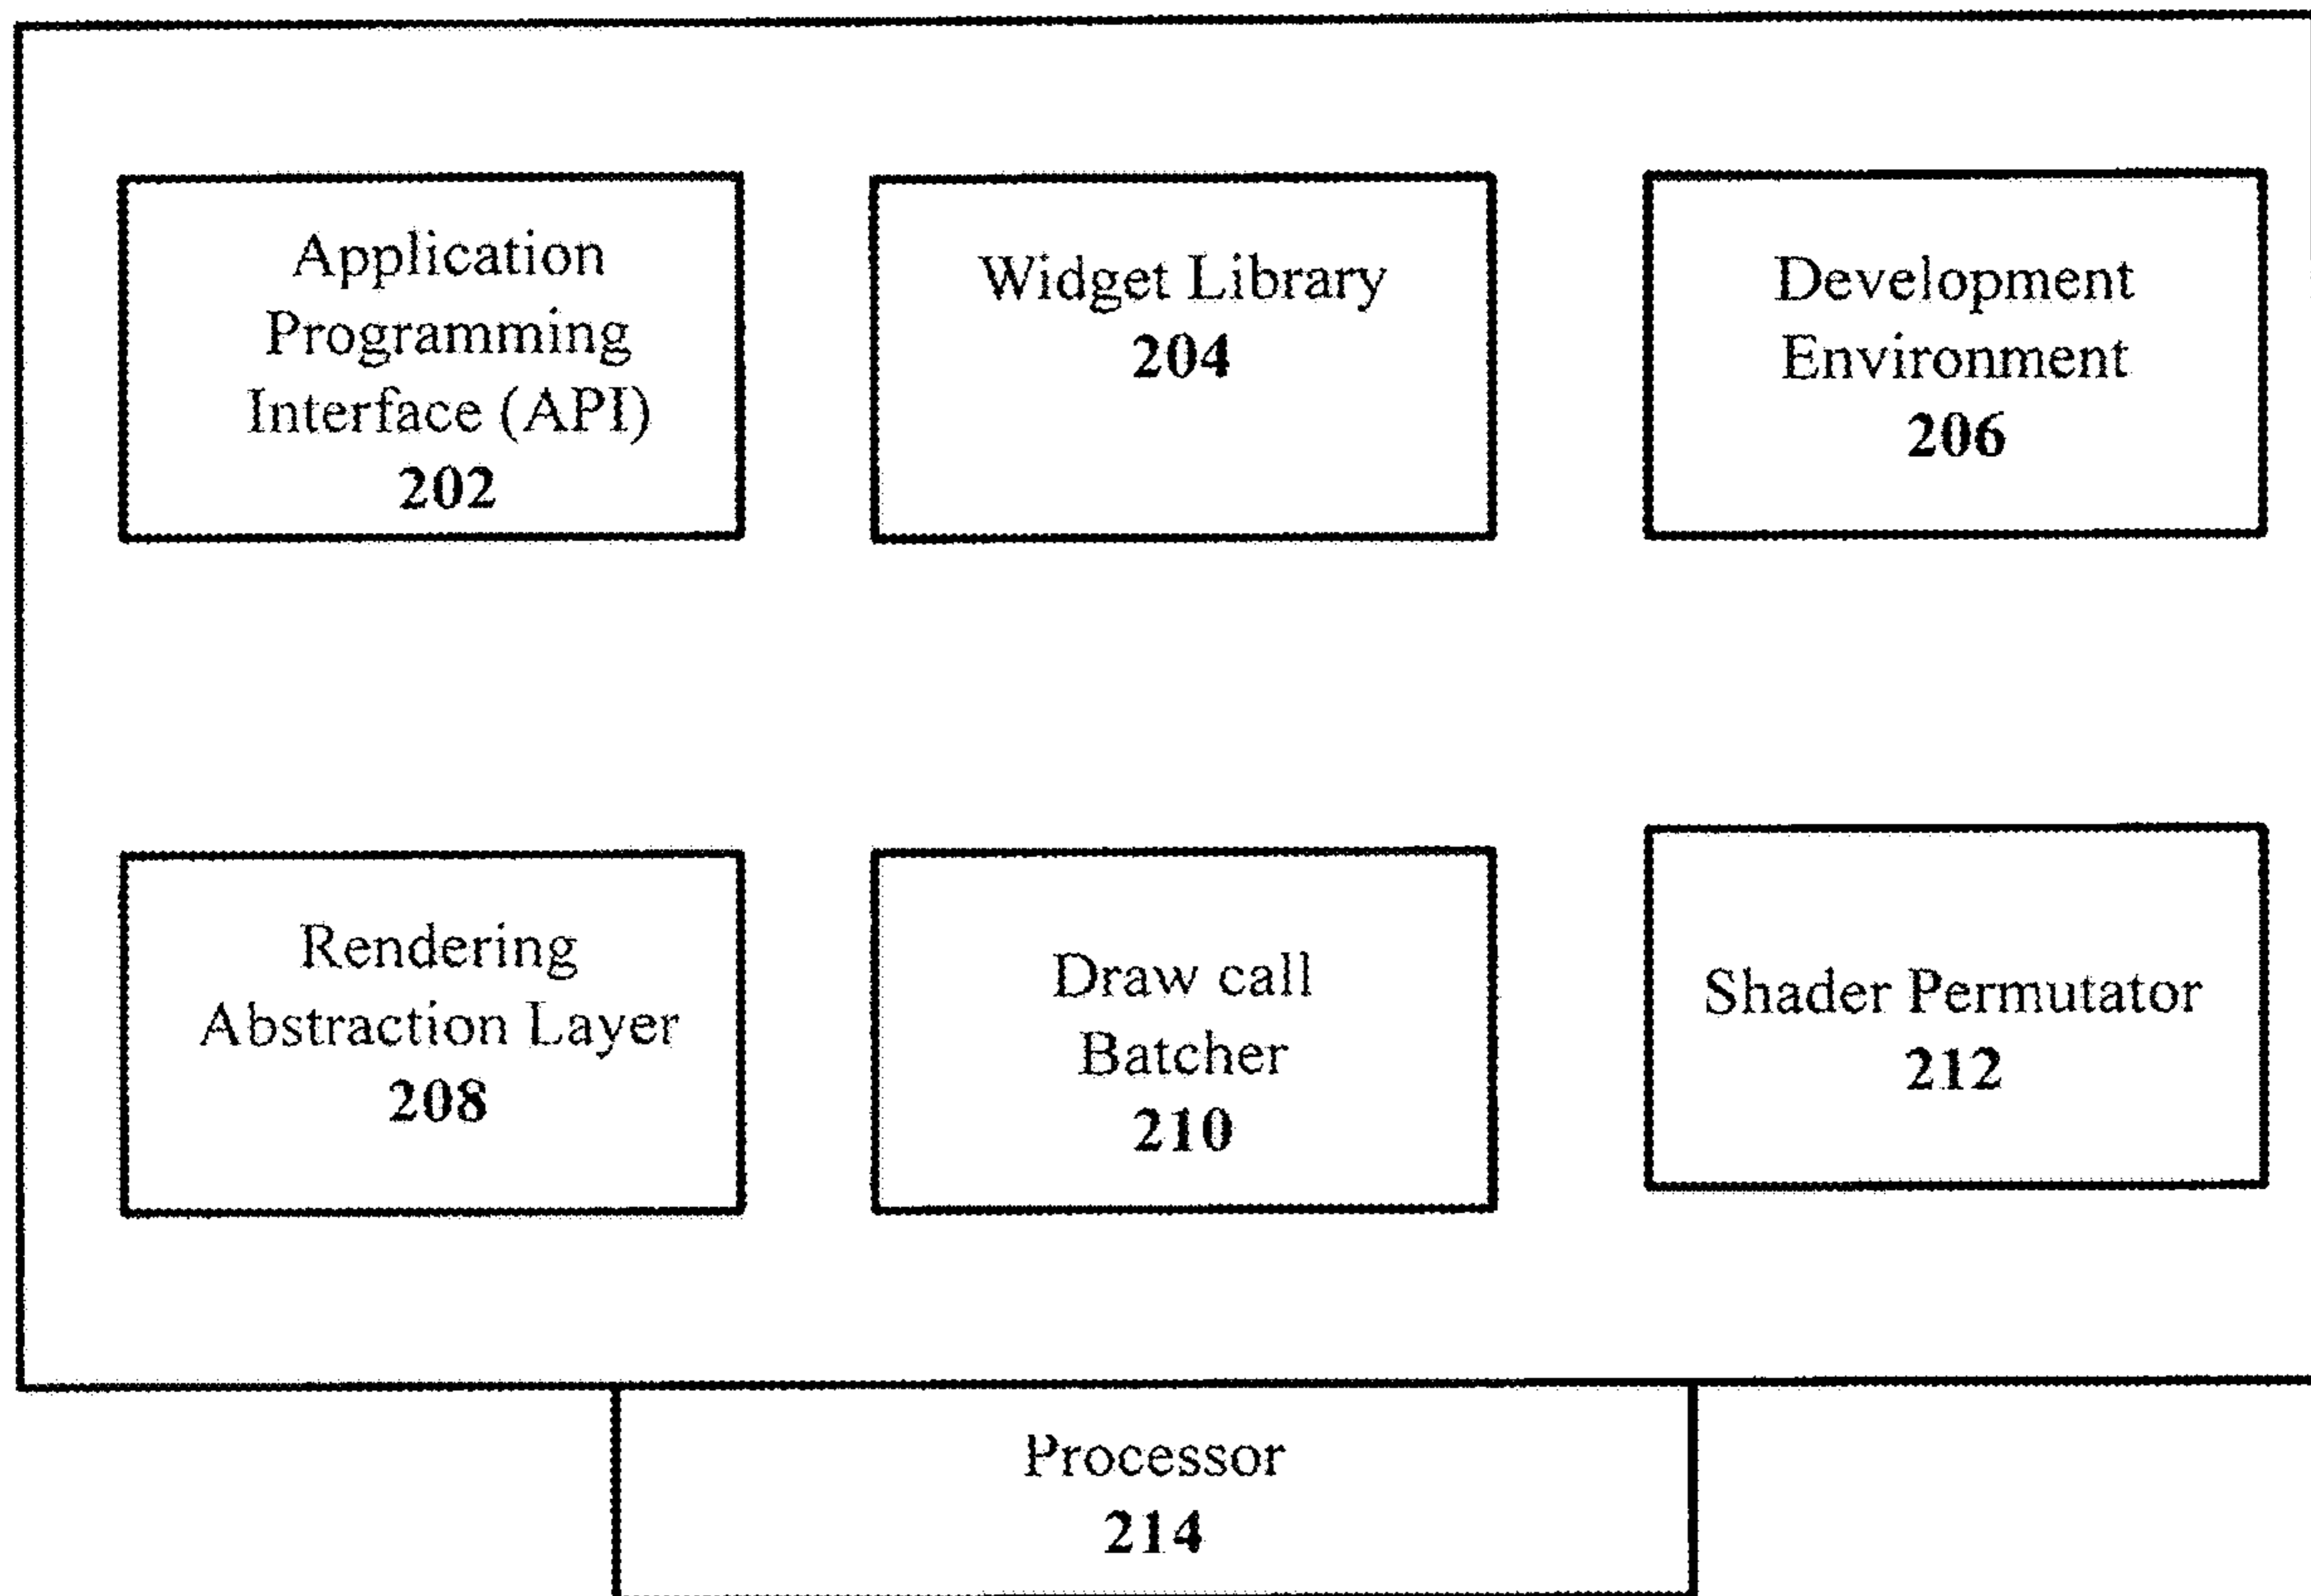 Application
Programming
Interface (API)
202
Widget Library
204
Development
Environment
206
Rendering
Abstraction Layer
208
Draw call
Batcher
210
Shader Permutator
212
Processor
214